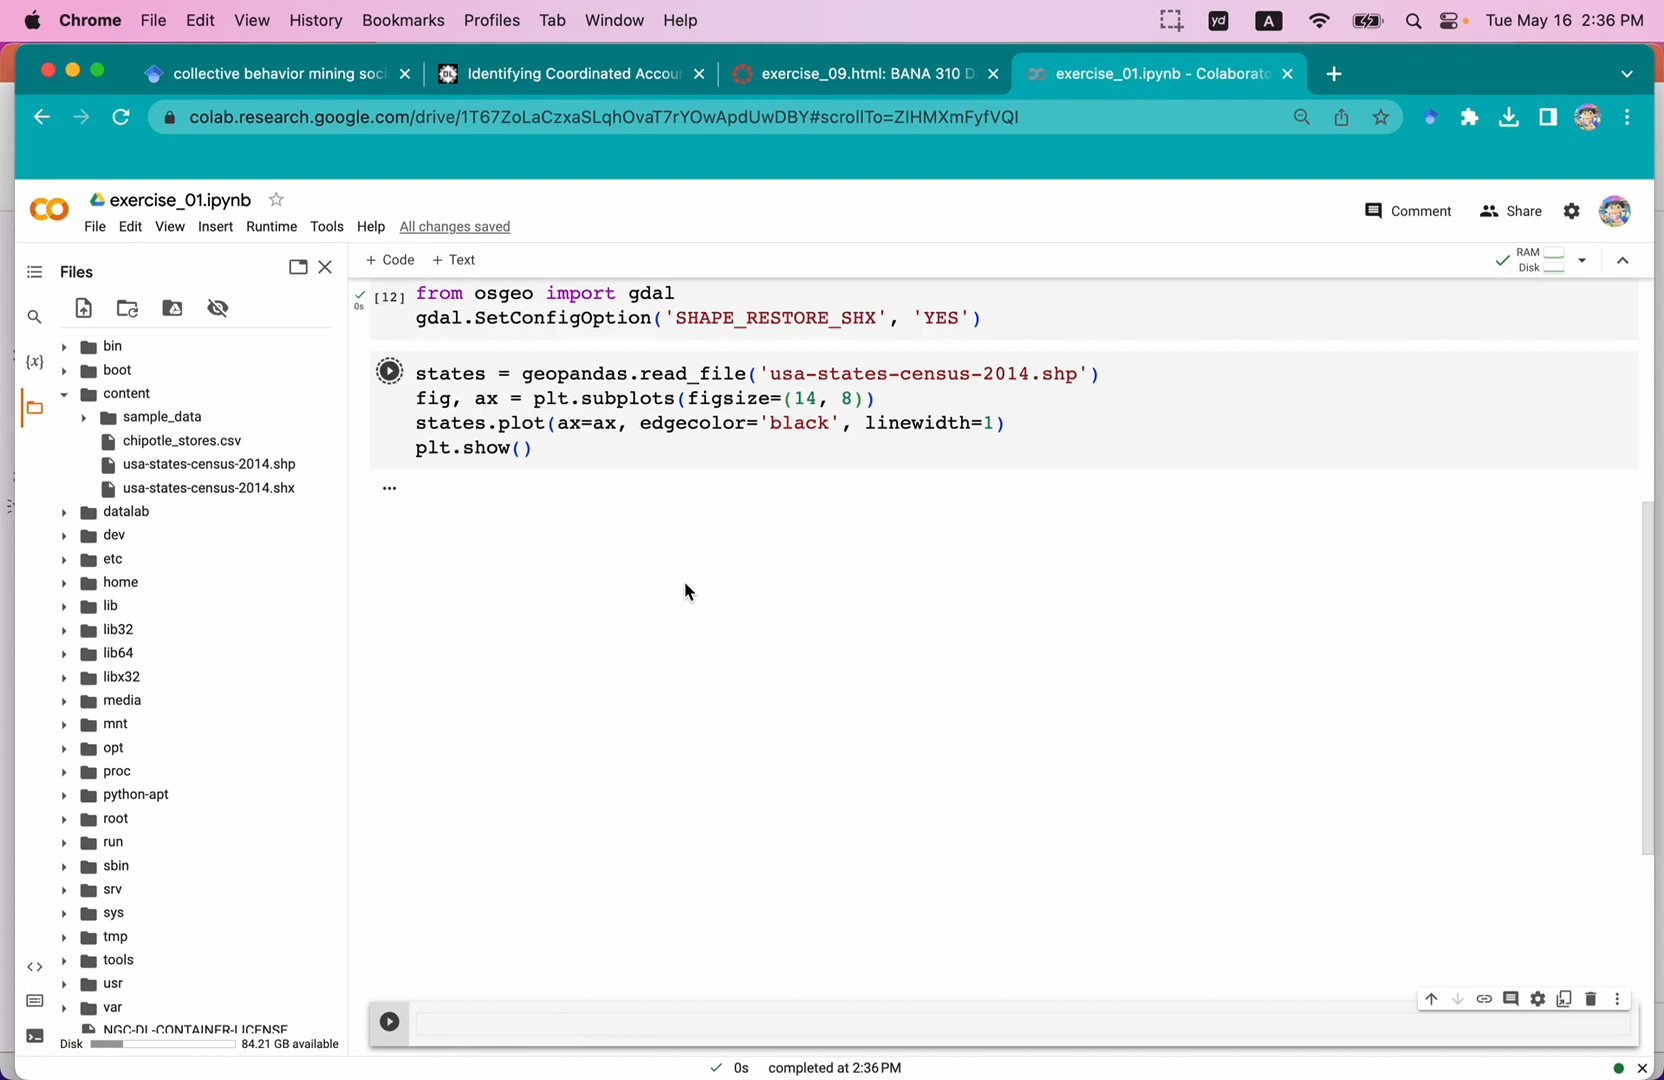 Chrome File Edit View History Bookmarks Profiles Tab Window Help yd A Tue May 16 2:36 PM
collective behavior mining soci Identifying Coordinated Accou exercise_09.html: BANA 310 D exercise_01.ipynb - Colaborato
colab.research.google.com/drive/1T67ZoLaCzxaSLqhOvaT7rYOwApdUwDBY#scrollTo=ZlHMXmFyfVQI
exercise_01.ipynb
Comment Share
File Edit View Insert Runtime Tools Help All changes saved
Files
+ Code + Text
RAM
Disk
bin
boot
content
sample_data
chipotle_stores.csv
usa-states-census-2014.shp
usa-states-census-2014.shx
datalab
dev
etc
home
lib
lib32
lib64
libx32
media
mnt
opt
proc
python-apt
root
run
sbin
srv
sys
tmp
tools
usr
var
NGC-DL-CONTAINER-LICENSE
Disk 84.21 GB available
{x}
[12] from osgeo import gdal
0s
gdal.SetConfigOption('SHAPE_RESTORE_SHX', 'YES')
states = geopandas.read_file('usa-states-census-2014.shp')
fig, ax = plt.subplots(figsize=(14, 8))
states.plot(ax=ax, edgecolor='black', linewidth=1)
plt.show()
...
0s completed at 2:36 PM